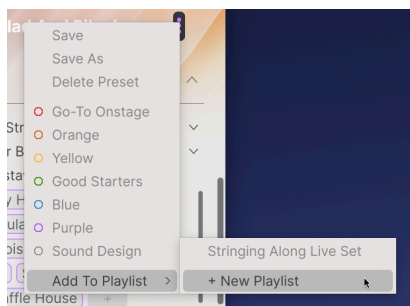 Save
Save As
Delete Preset
Go-To Onstage
Orange
Yellow
Good Starters
Blue
Purple
Sound Design
Add To Playlist >
Stringing Along Live Set
+ New Playlist
affle House +